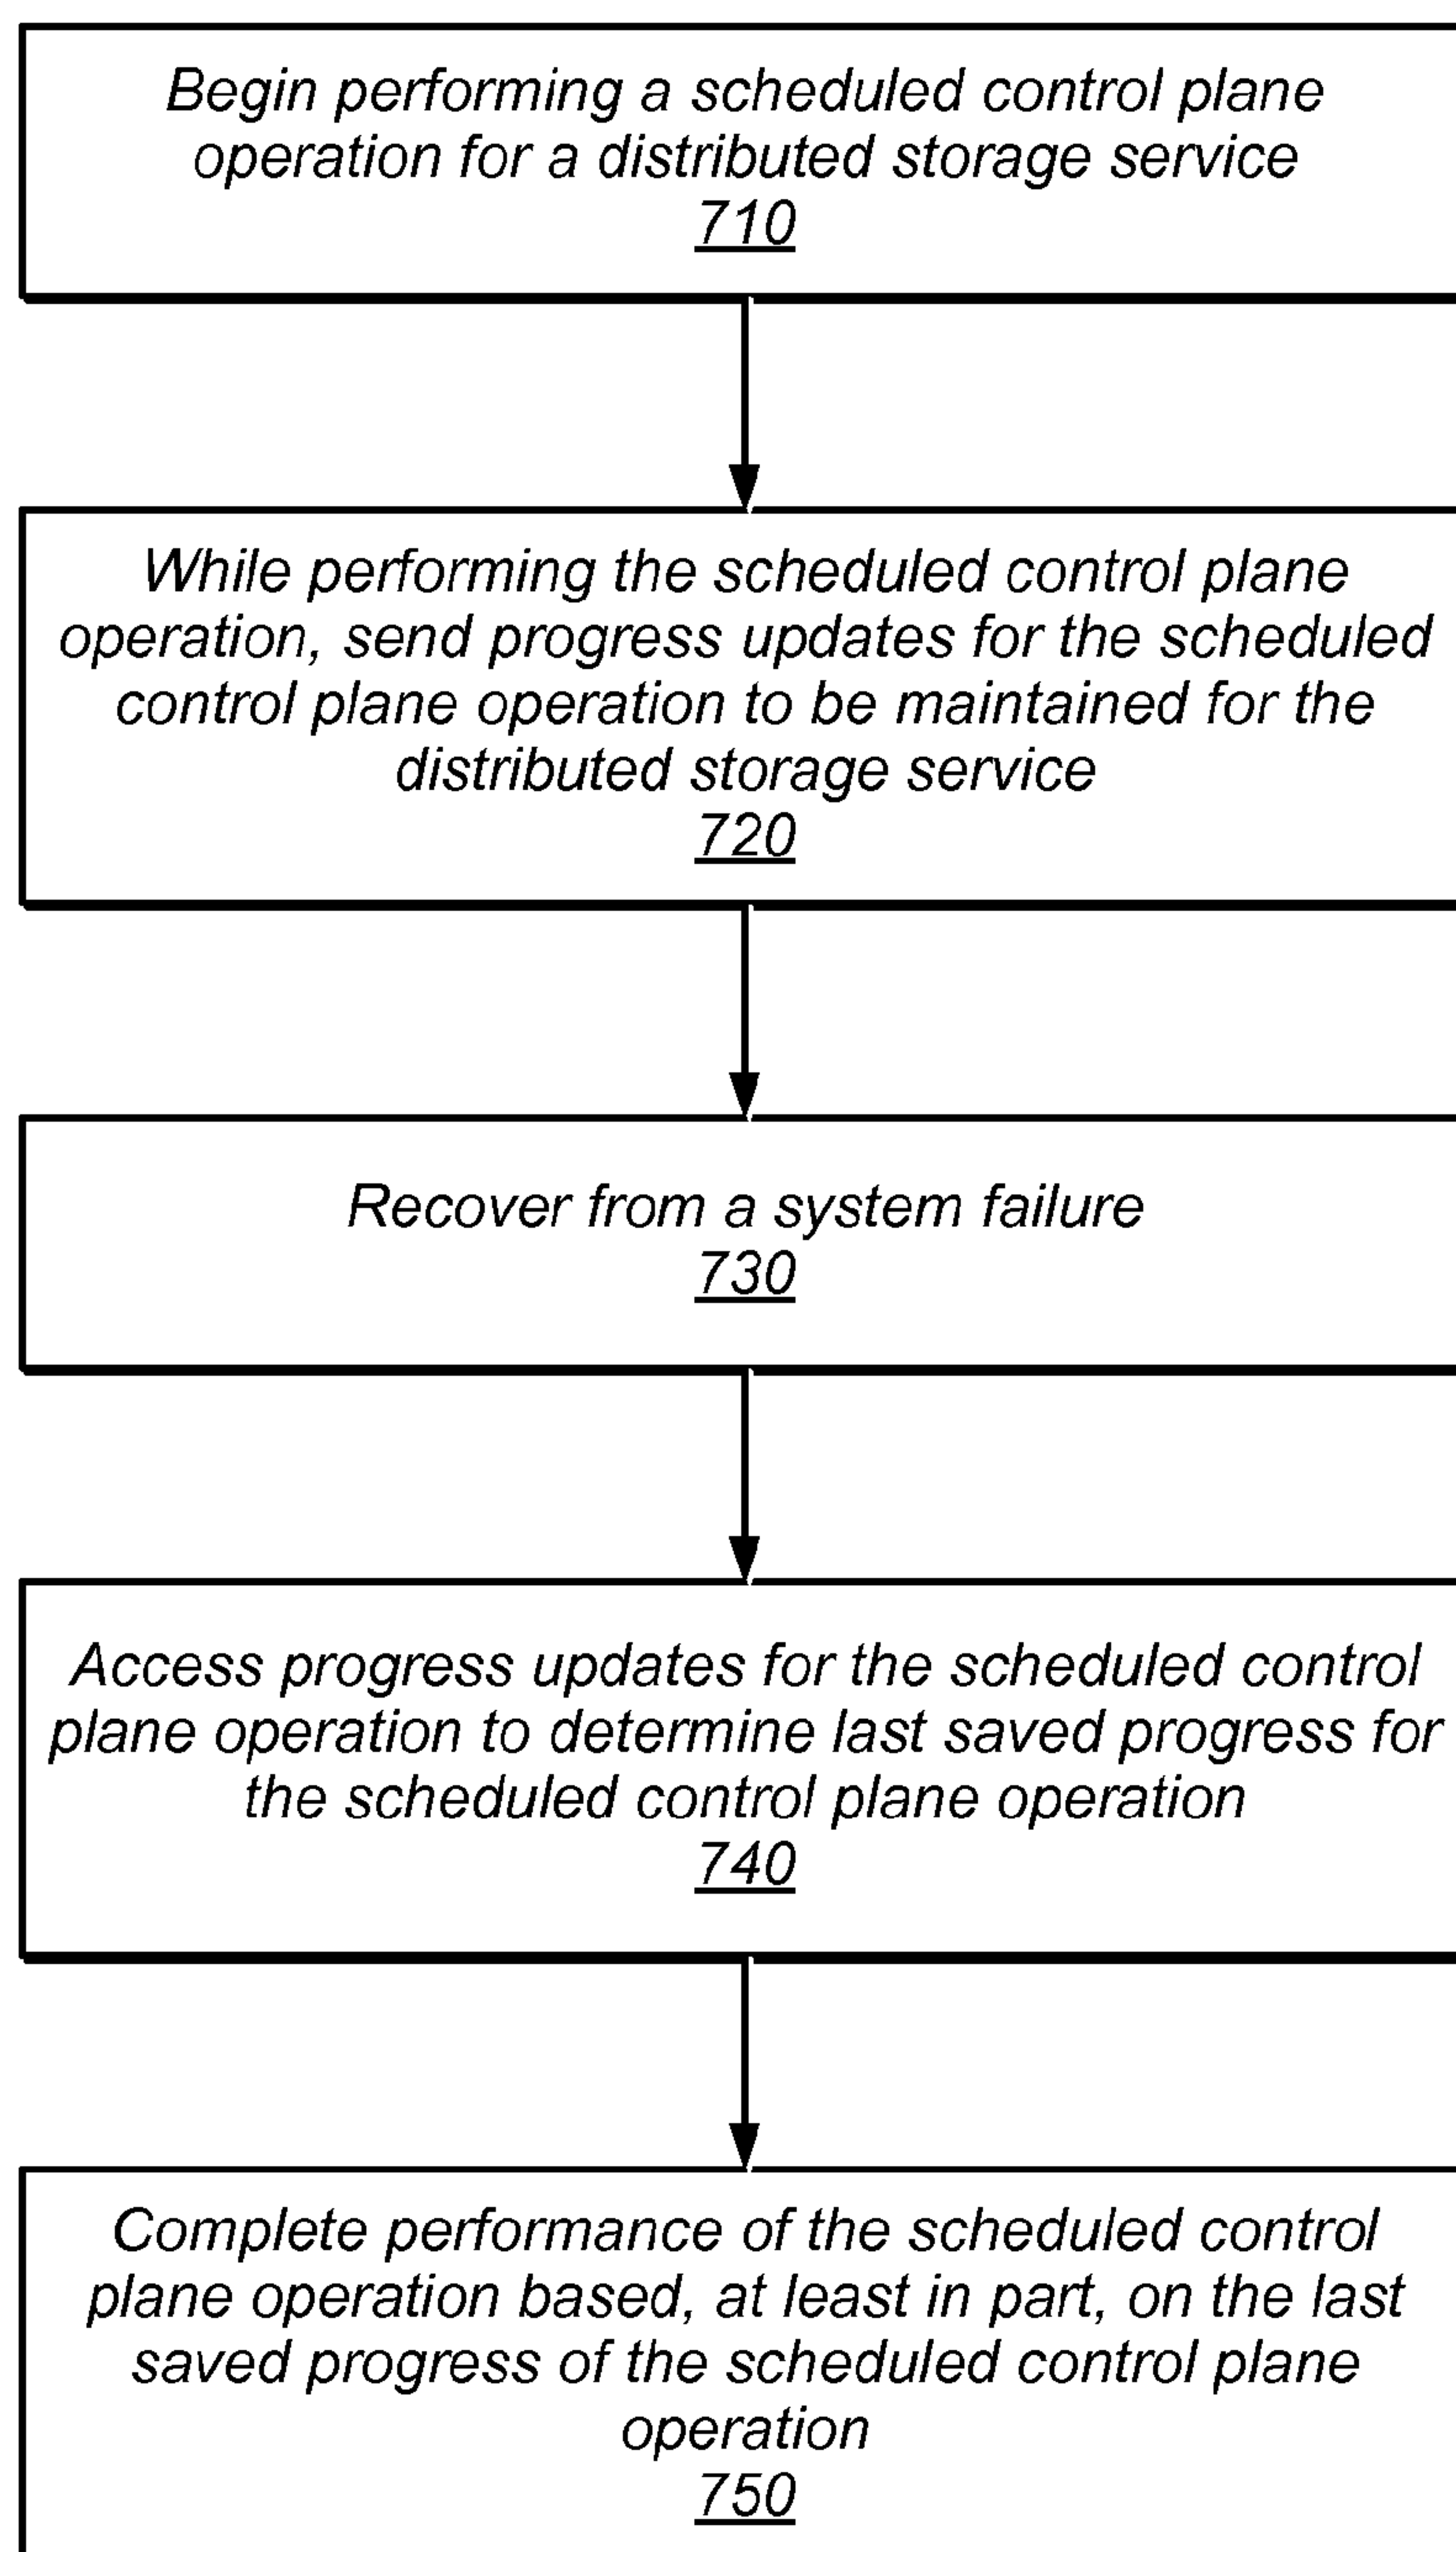 Begin performing a scheduled control plane
operation for a distributed storage service
710
While performing the scheduled control plane
operation, send progress updates for the scheduled
control plane operation to be maintained for the
distributed storage service
720
Recover from a system failure
730
Access progress updates for the scheduled control
plane operation to determine last saved progress for
the scheduled control plane operation
740
Complete performance of the scheduled control
plane operation based, at least in part, on the last
saved progress of the scheduled control plane
operation
750